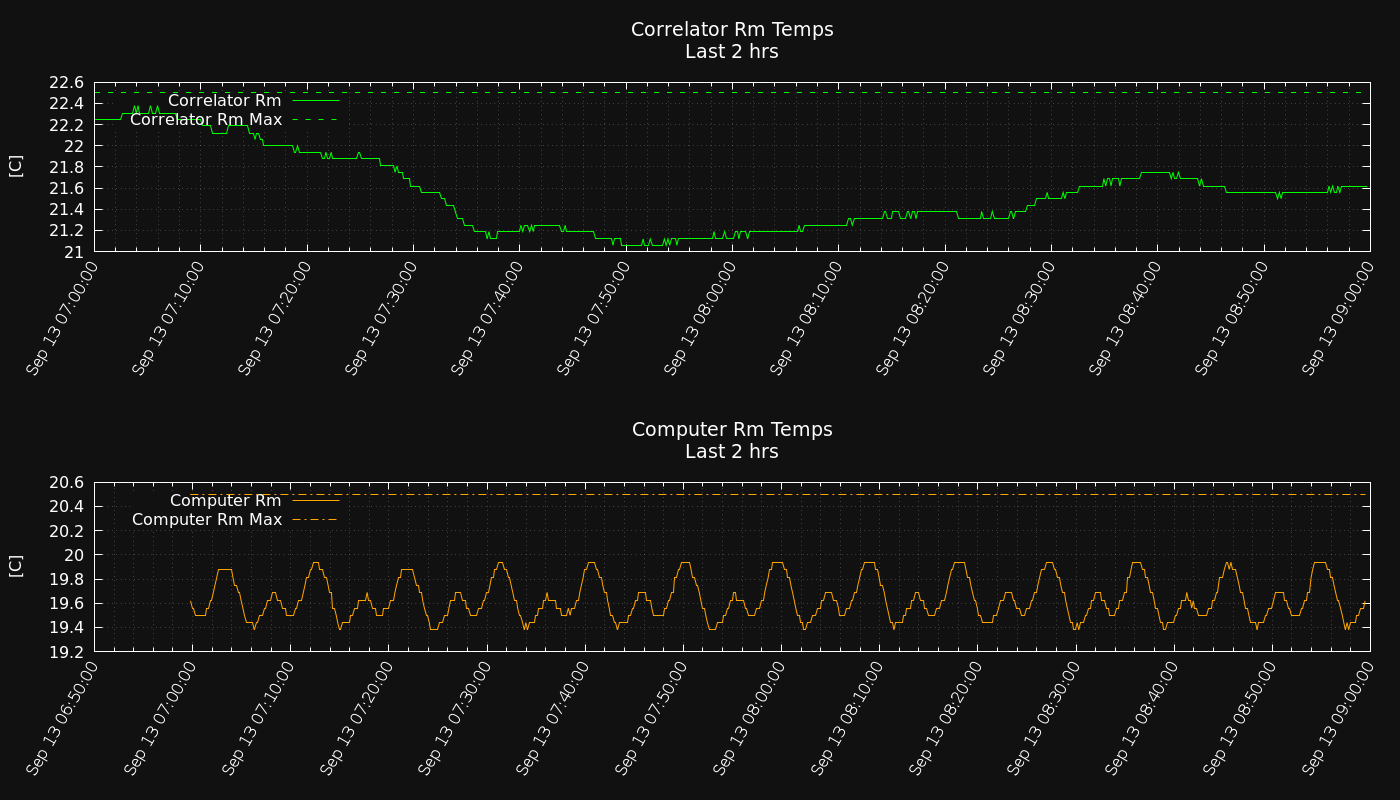 Correlator Rm Temps
Last 2 hrs
[C]
22.6
22.4
22.2
22
21.8
21.6
21.4
21.2
21
Correlator Rm
Correlator Rm Max
Sep 13 07:00:00
Sep 13 07:10:00
Sep 13 07:20:00
Sep 13 07:30:00
Sep 13 07:40:00
Sep 13 07:50:00
Sep 13 08:00:00
Sep 13 08:10:00
Sep 13 08:20:00
Sep 13 08:30:00
Sep 13 08:40:00
Sep 13 08:50:00
Sep 13 09:00:00
Computer Rm Temps
Last 2 hrs
[C]
20.6
20.4
20.2
20
19.8
19.6
19.4
19.2
Computer Rm
Computer Rm Max
Sep 13 06:50:00
Sep 13 07:00:00
Sep 13 07:10:00
Sep 13 07:20:00
Sep 13 07:30:00
Sep 13 07:40:00
Sep 13 07:50:00
Sep 13 08:00:00
Sep 13 08:10:00
Sep 13 08:20:00
Sep 13 08:30:00
Sep 13 08:40:00
Sep 13 08:50:00
Sep 13 09:00:00